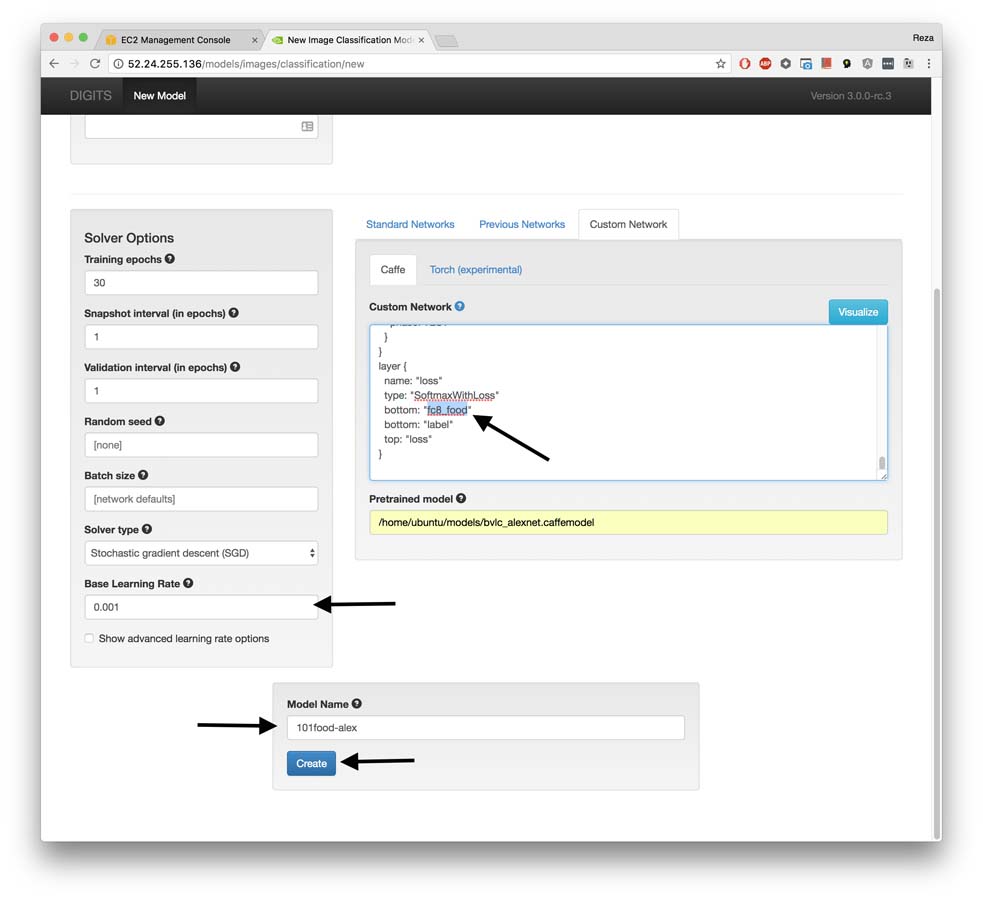 EC2 Management Console
New Image Classification Mode
Reza
52.24.255.136/models/images/classification/new
ABP
DIGITS
New Model
Version 3.0.0-rc.3
Solver Options
Training epochs
30
Snapshot interval (in epochs)
1
Validation interval (in epochs)
1
Random seed
[none]
Batch size
[network defaults]
Solver type
Stochastic gradient descent (SGD)
Base Learning Rate
0.001
Show advanced learning rate options
Standard Networks
Previous Networks
Custom Network
Caffe
Torch (experimental)
Custom Network
Visualize
}
}
layer {
name: "loss"
type: "SoftmaxWithLoss"
bottom: "fc8_food"
bottom: "label"
top: "loss"
}
Pretrained model
/home/ubuntu/models/bvlc_alexnet.caffemodel
Model Name
101food-alex
Create